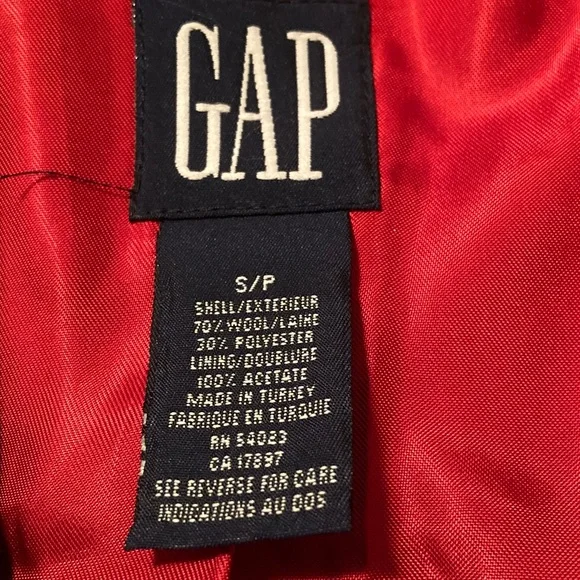 GAP
S/P
SHELL/EXTERIEUR
70% WOOL/LAINE
30% POLYESTER
LINING/DOUBLURE
100% ACETATE
MADE IN TURKEY
FABRIQUE EN TURQUIE
RN 54023
CA 17897
SEE REVERSE FOR CARE
INDICATIONS AU DOS